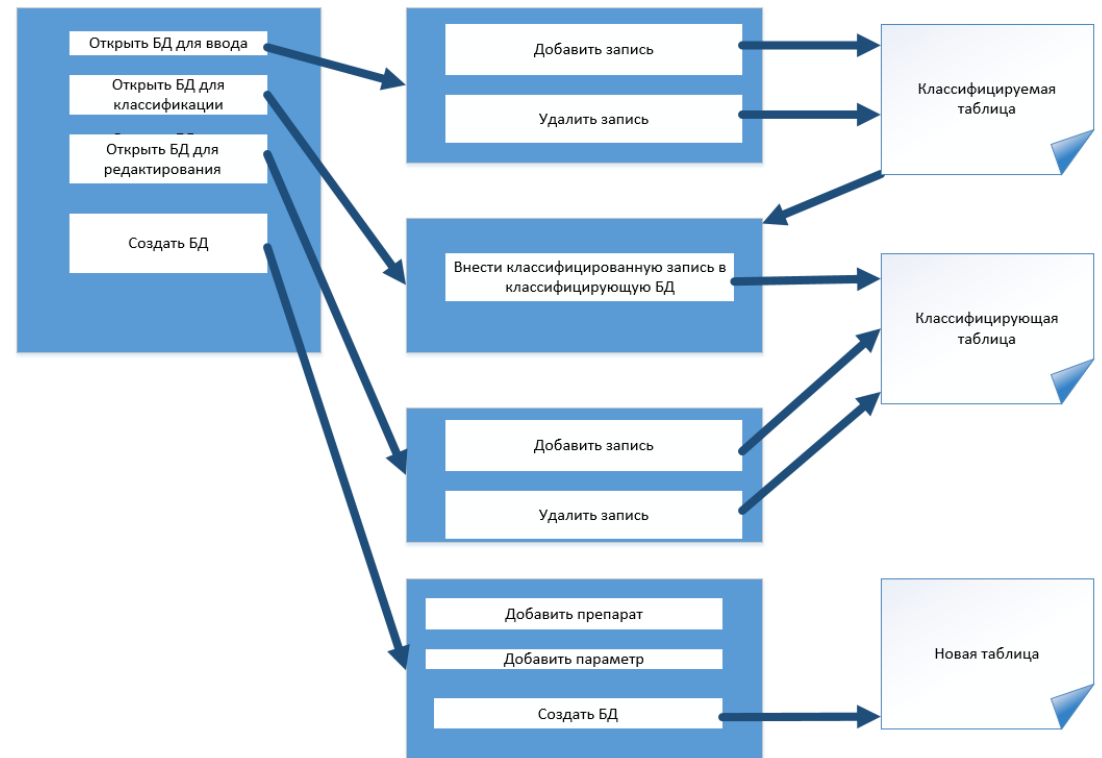 Открыть БД для ввода
Открыть БД для
классификации
Открыть БД для
редактирования
Создать БД
Добавить запись
Удалить запись
Классифицируемая
таблица
Внести классифицированную запись в
классифицирующую БД
Классифицирующая
таблица
Добавить запись
Удалить запись
Добавить препарат
Добавить параметр
Создать БД
Новая таблица